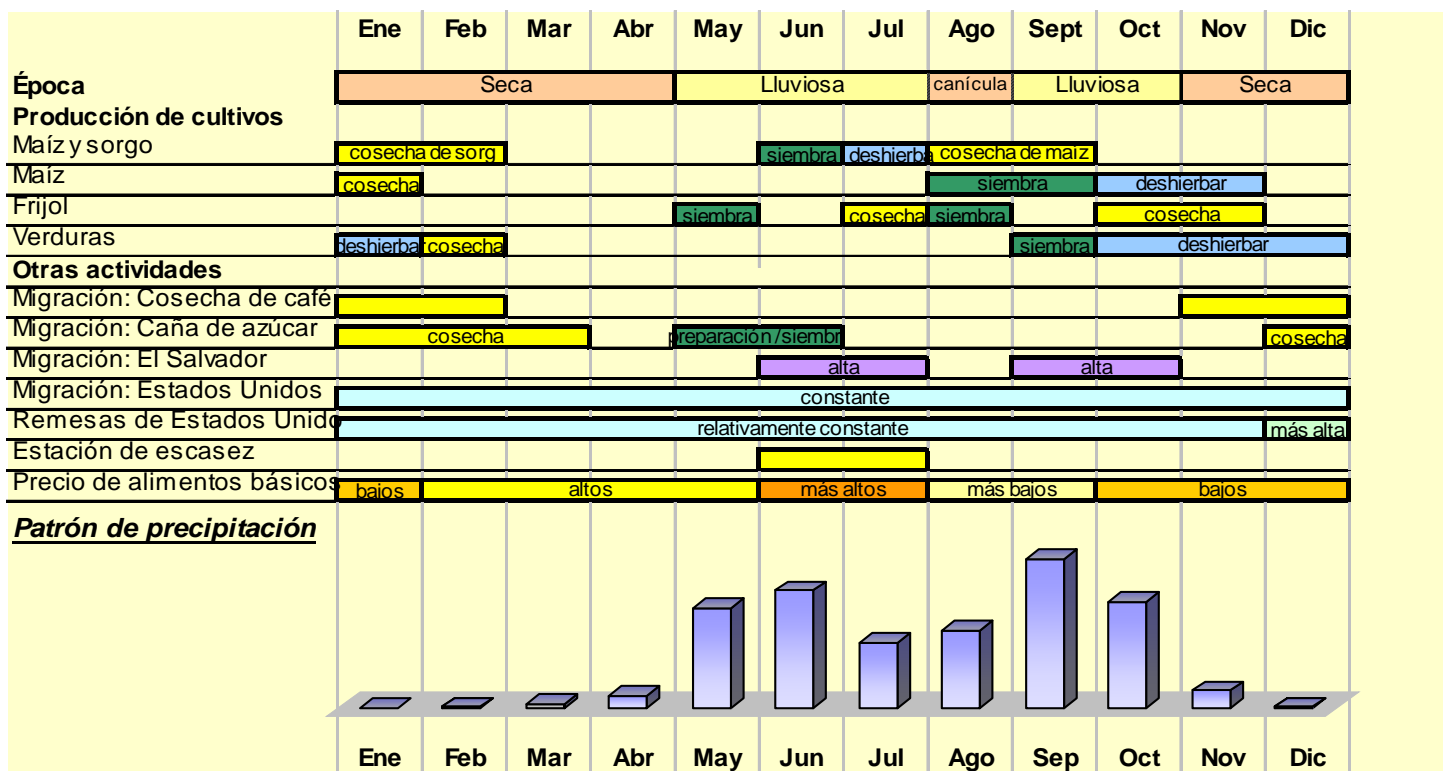 Ene Feb Mar Abr May Jun Jul Ago Sept Oct Nov Dic
Época Seca Lluviosa canícula Lluviosa Seca
Producción de cultivos
Maíz y sorgo cosecha de sorg siembra deshierba cosecha de maiz
Maíz cosecha siembra deshierbar
Frijol siembra cosecha siembra cosecha
Verduras deshierbar cosecha siembra deshierbar
Otras actividades
Migración: Cosecha de café
Migración: Caña de azúcar cosecha preparación/siembr cosecha
Migración: El Salvador alta alta
Migración: Estados Unidos constante
Remesas de Estados Unido relativamente constante más alta
Estación de escasez
Precio de alimentos básicos bajos altos más altos más bajos bajos
Patrón de precipitación
Ene Feb Mar Abr May Jun Jul Ago Sep Oct Nov Dic